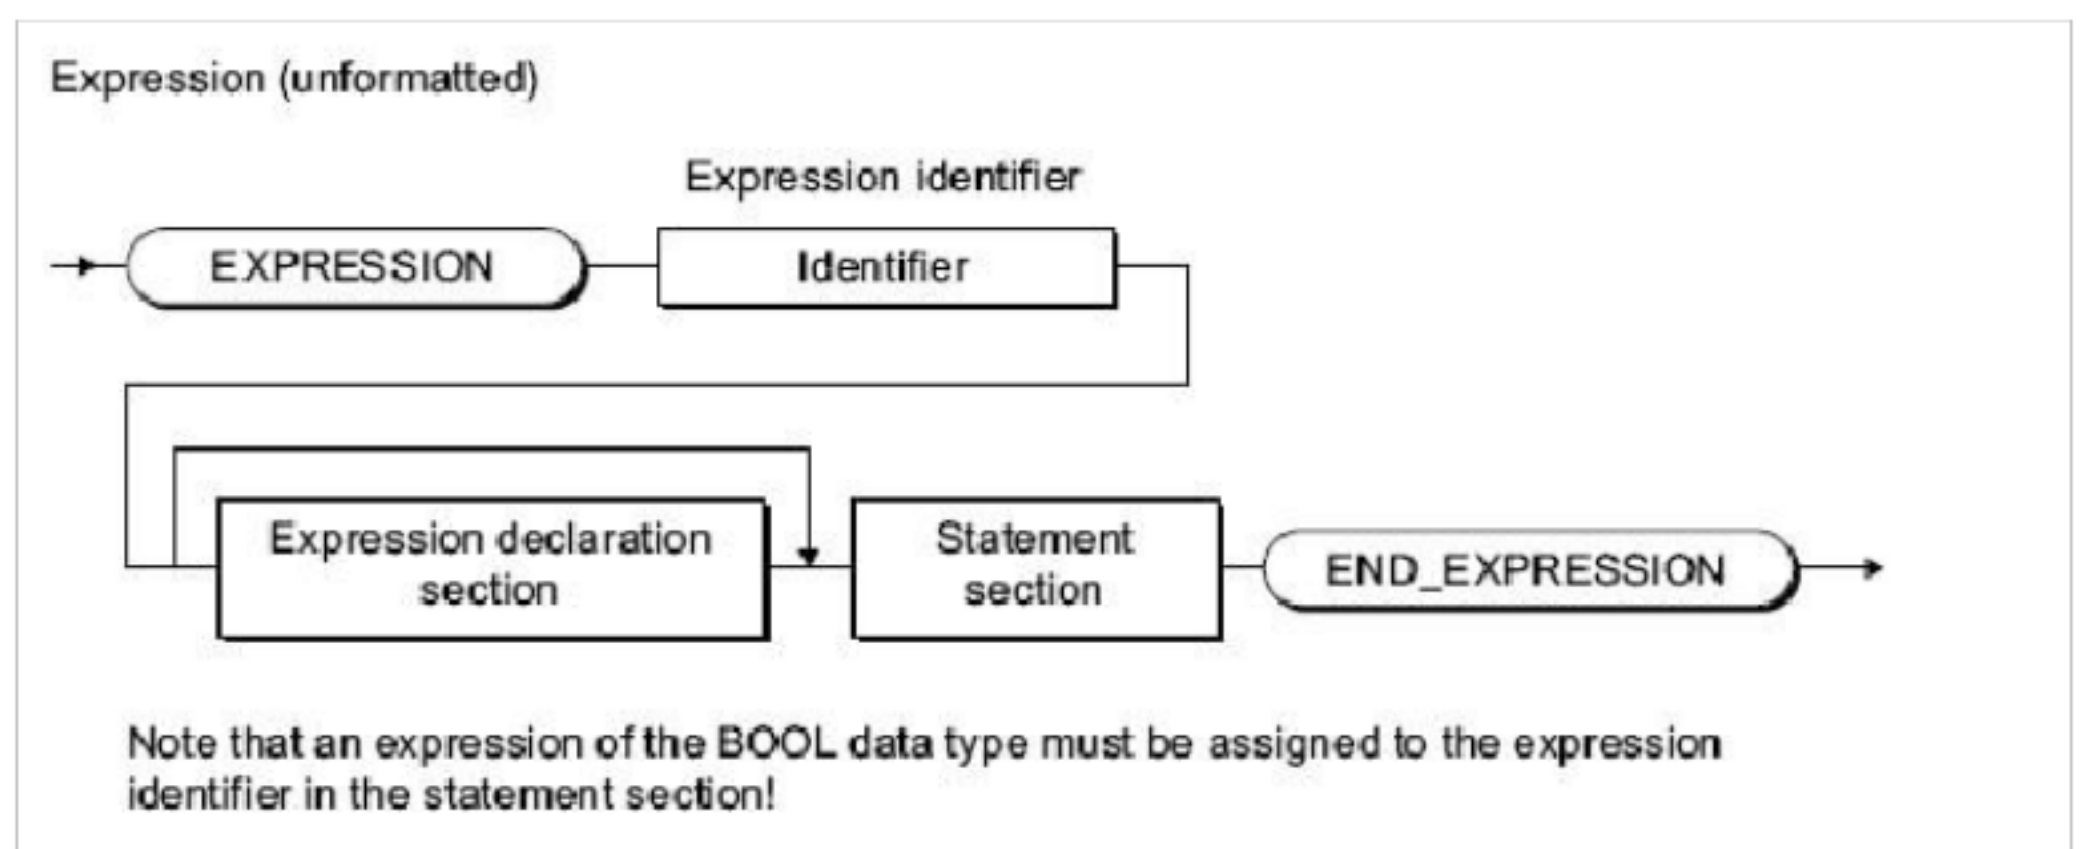 Expression (unformatted)
Expression identifier
EXPRESSION
Identifier
Expression declaration
section
Statement
section
END_EXPRESSION
Note that an expression of the BOOL data type must be assigned to the expression
identifier in the statement section!